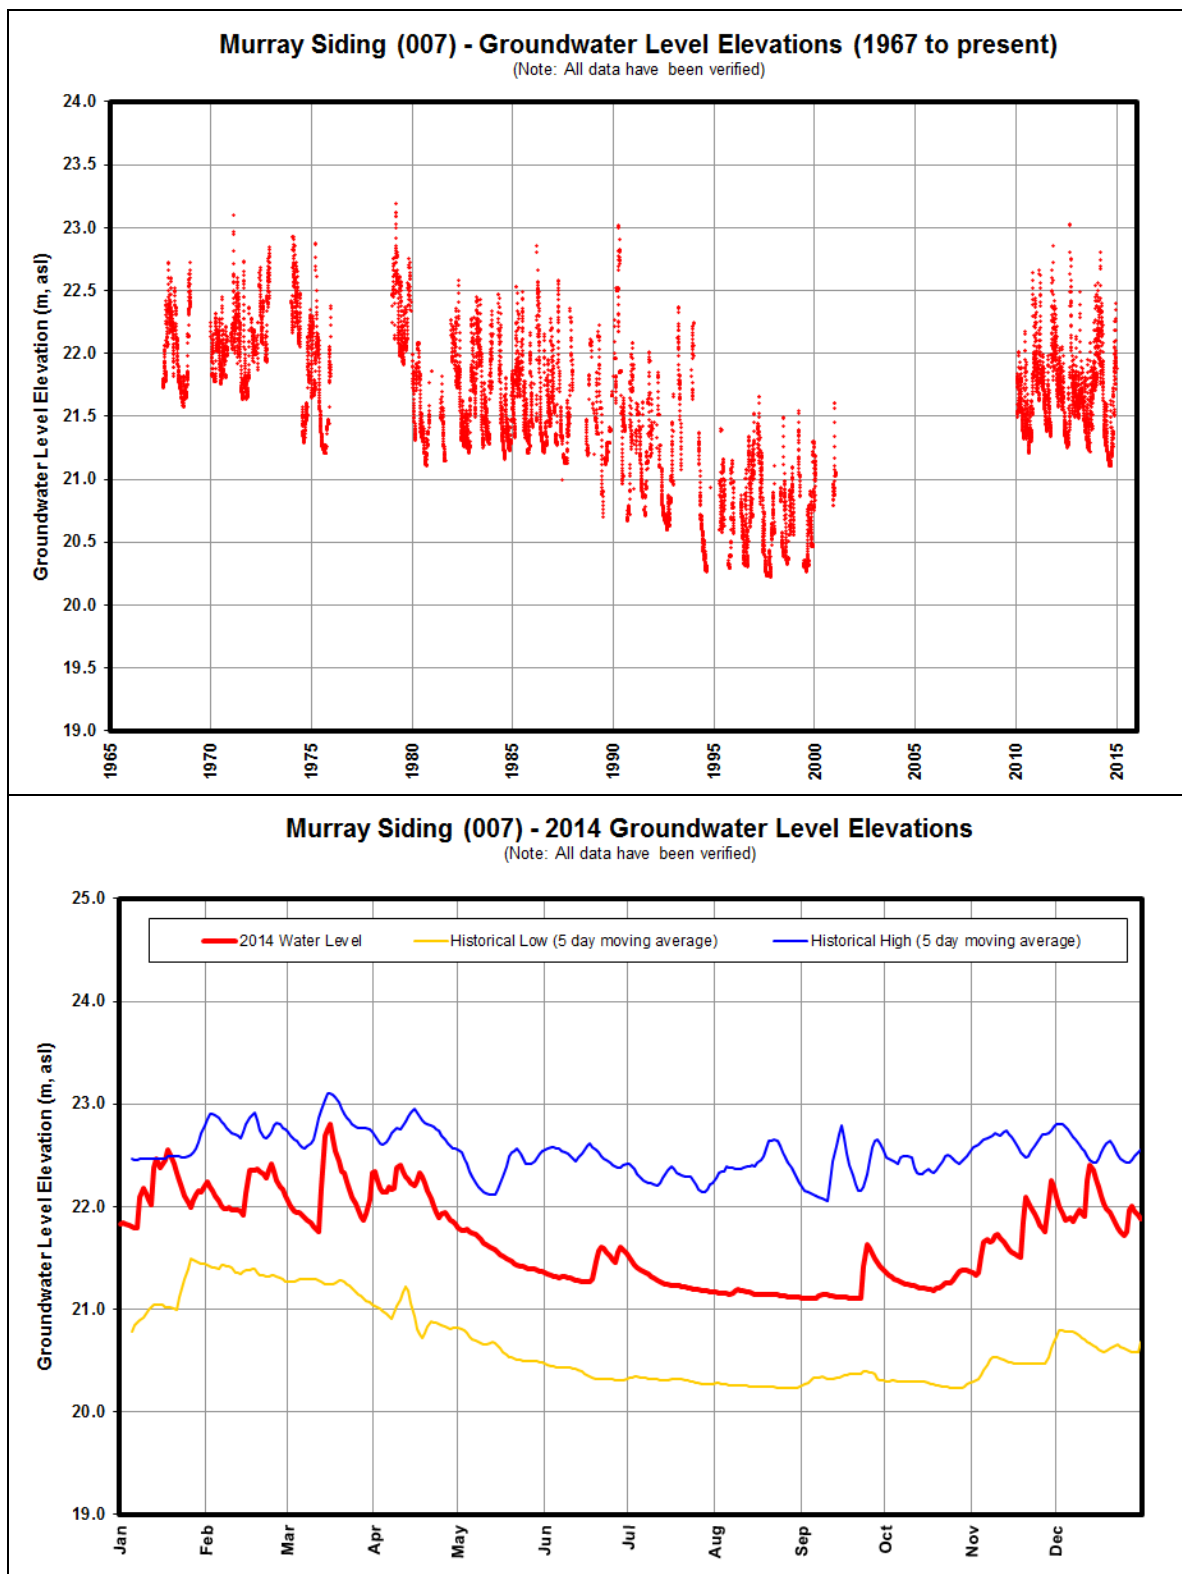 Murray Siding (007) - Groundwater Level Elevations (1967 to present)
(Note: All data have been verified)
Groundwater Level Elevation (m, asl)
24.0
23.5
23.0
22.5
22.0
21.5
21.0
20.5
20.0
19.5
19.0
1965
1970
1975
1980
1985
1990
1995
2000
2005
2010
2015
Murray Siding (007) - 2014 Groundwater Level Elevations
(Note: All data have been verified)
Groundwater Level Elevation (m, asl)
25.0
24.0
23.0
22.0
21.0
20.0
19.0
2014 Water Level
Historical Low (5 day moving average)
Historical High (5 day moving average)
Jan
Feb
Mar
Apr
May
Jun
Jul
Aug
Sep
Oct
Nov
Dec